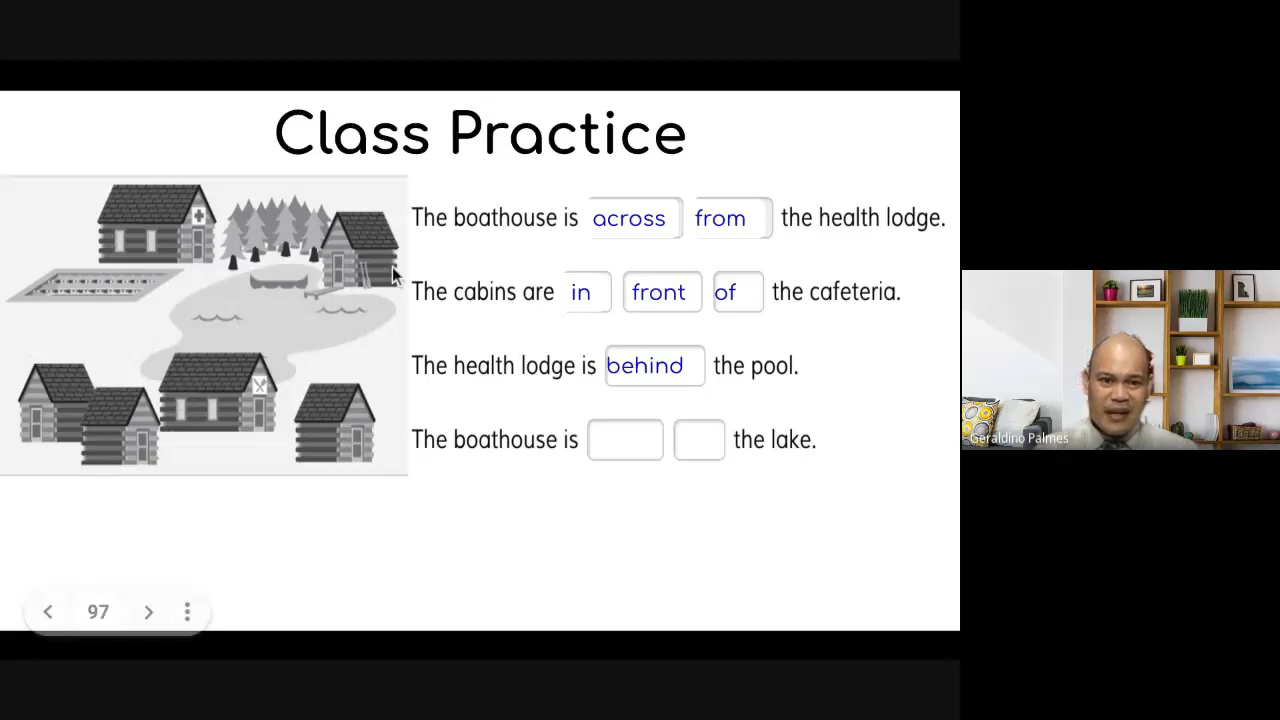 Class Practice
The boathouse is across from the health lodge.
The cabins are in front of the cafeteria.
The health lodge is behind the pool.
The boathouse is the lake.
Geraldino Palmes
97